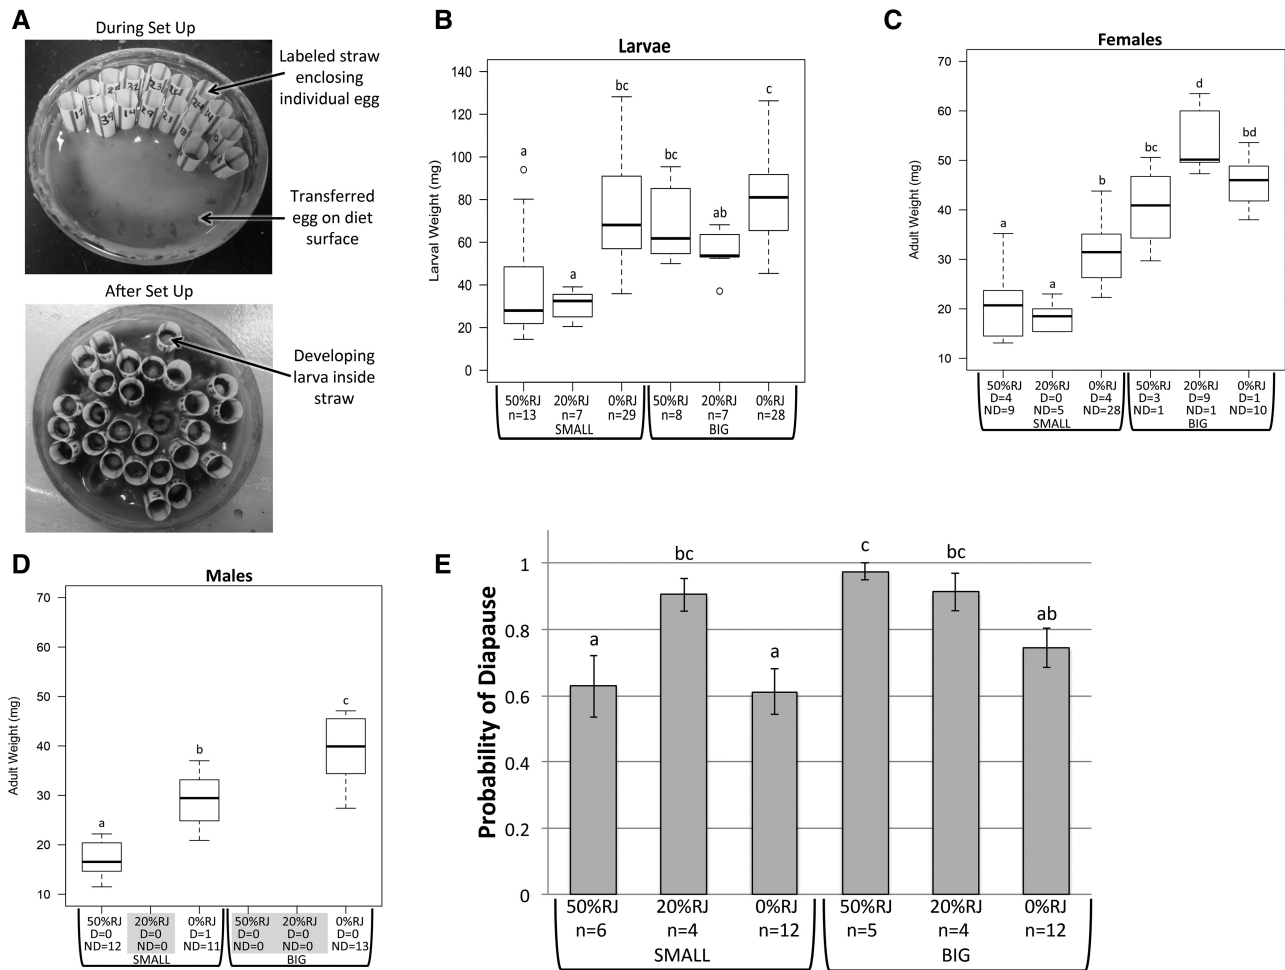 A
During Set Up
Labeled straw
enclosing
individual egg
Transferred
egg on diet
surface
After Set Up
Developing
larva inside
straw
B
Larvae
Larval Weight (mg)
140
120
100
80
60
40
20
0
a
a
bc
bc
ab
c
50%RJ 20%RJ 0%RJ 50%RJ 20%RJ 0%RJ
n=13 n=7 n=29 n=8 n=7 n=28
SMALL BIG
C
Females
Adult Weight (mg)
70
60
50
40
30
20
10
a
a
b
bc
d
bd
50%RJ 20%RJ 0%RJ 50%RJ 20%RJ 0%RJ
D=4 D=0 D=4 D=3 D=9 D=1
ND=9 ND=5 ND=28 ND=1 ND=1 ND=10
SMALL BIG
D
Males
Adult Weight (mg)
70
60
50
40
30
20
10
a
b
c
50%RJ 20%RJ 0%RJ 50%RJ 20%RJ 0%RJ
D=0 D=0 D=1 D=0 D=0 D=0
ND=12 ND=0 ND=11 ND=0 ND=0 ND=13
SMALL BIG
E
Probability of Diapause
1
0.8
0.6
0.4
0.2
0
a
bc
a
c
bc
ab
50%RJ 20%RJ 0%RJ 50%RJ 20%RJ 0%RJ
n=6 n=4 n=12 n=5 n=4 n=12
SMALL BIG